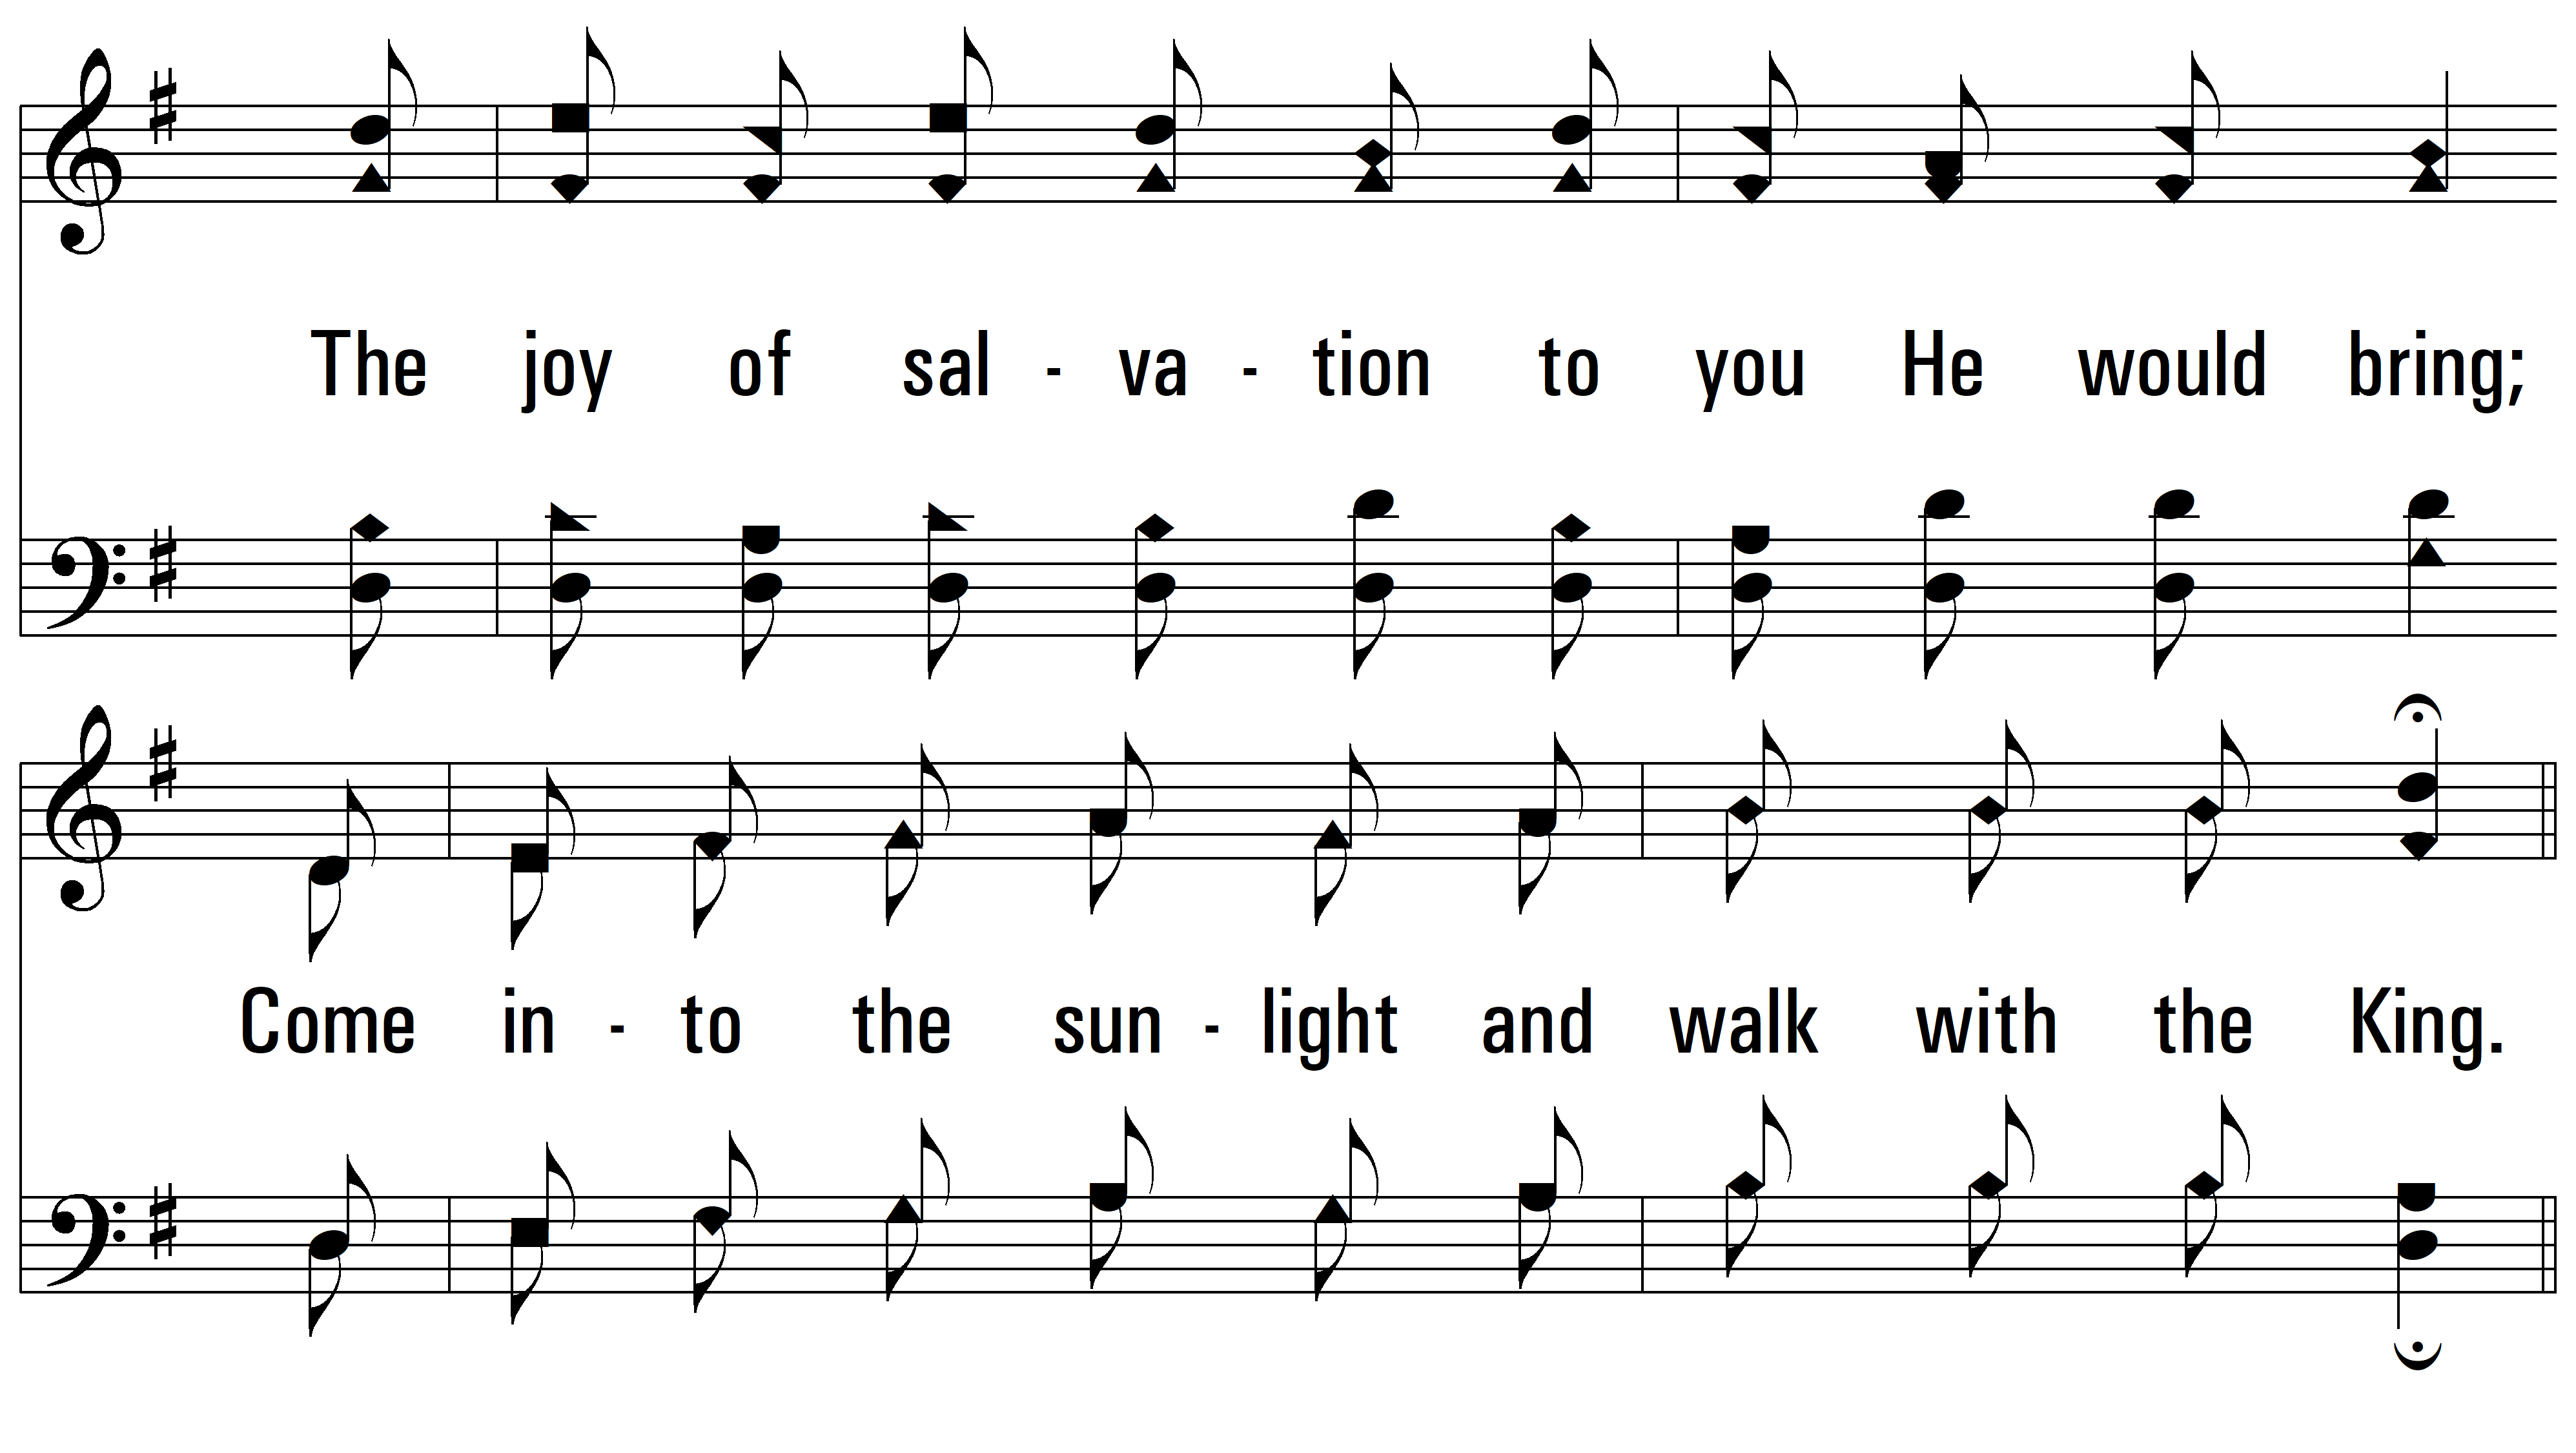 The joy of sal - va - tion to you He would bring;
Come in - to the sun - light and walk with the King.